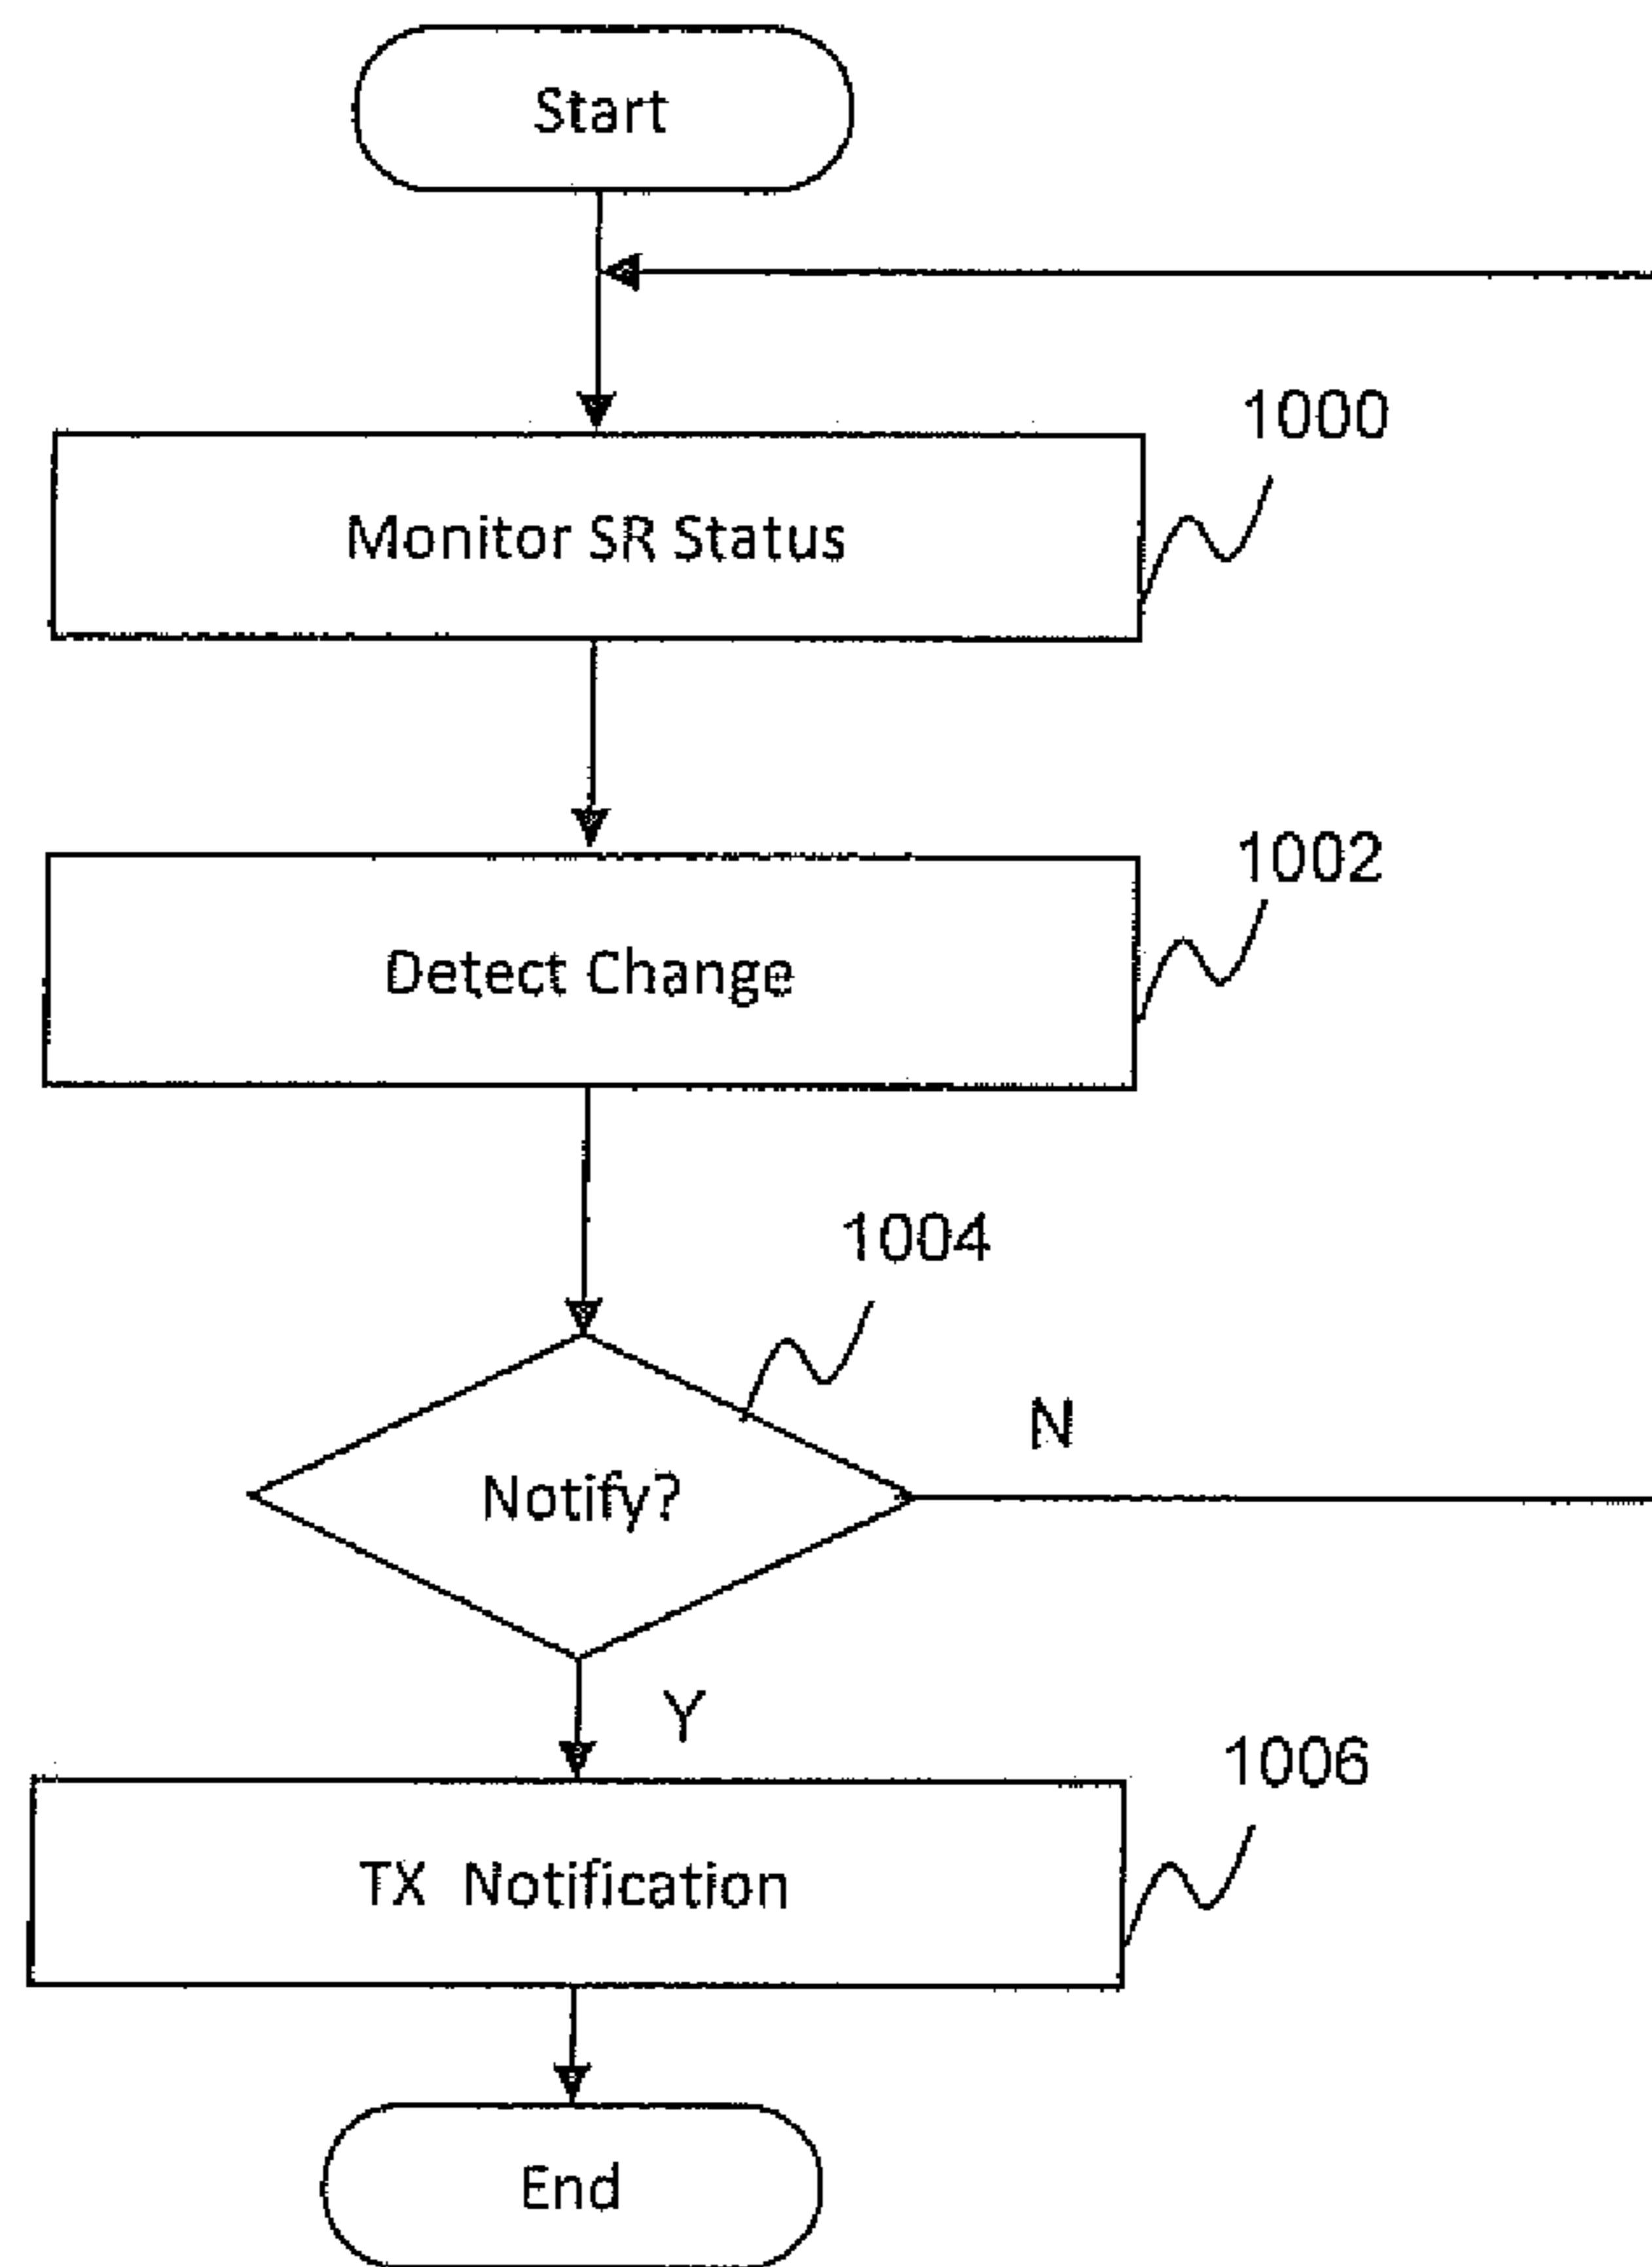 Start
1000
Monitor SR Status
1002
Detect Change
1004
N
Notify?
Y
1006
TX Notification
End